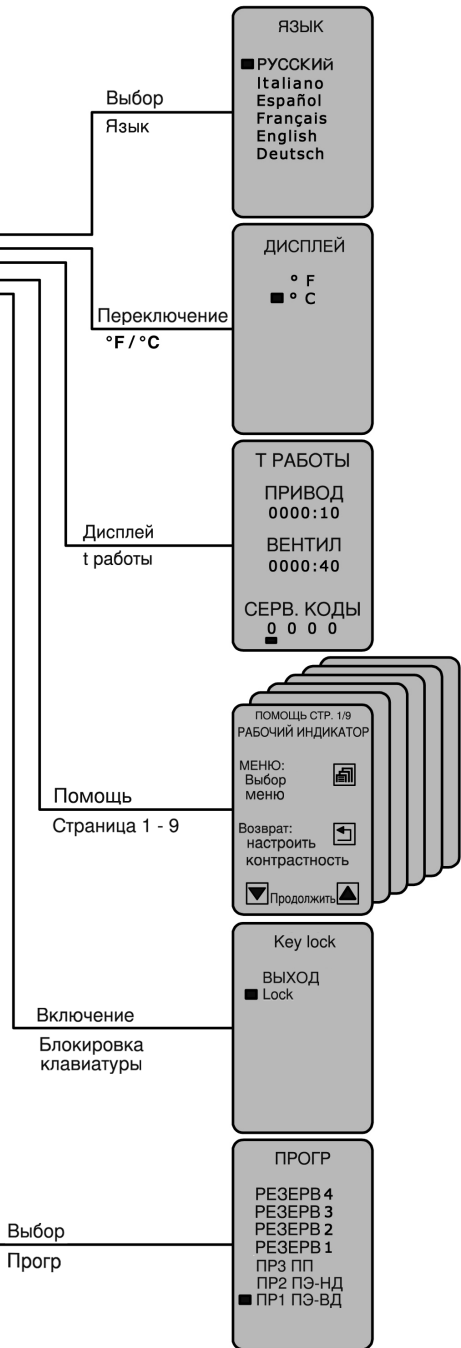 ЯЗЫК
РУССКИЙ
Italiano
Español
Français
English
Deutsch
Выбор
Язык
ДИСПЛЕЙ
° F
° C
Переключение
°F / °C
Т РАБОТЫ
ПРИВОД
0000:10
ВЕНТИЛ
0000:40
СЕРВ. КОДЫ
0 0 0 0
Дисплей
t работы
ПОМОЩЬ СТР. 1/9
РАБОЧИЙ ИНДИКАТОР
МЕНЮ:
Выбор
меню
Возврат:
настроить
контрастность
Продолжить
Помощь
Страница 1 - 9
Key lock
ВЫХОД
Lock
Включение
Блокировка
клавиатуры
ПРОГР
РЕЗЕРВ 4
РЕЗЕРВ 3
РЕЗЕРВ 2
РЕЗЕРВ 1
ПР3 ПП
ПР2 ПЭ-НД
ПР1 ПЭ-ВД
Выбор
Прогр